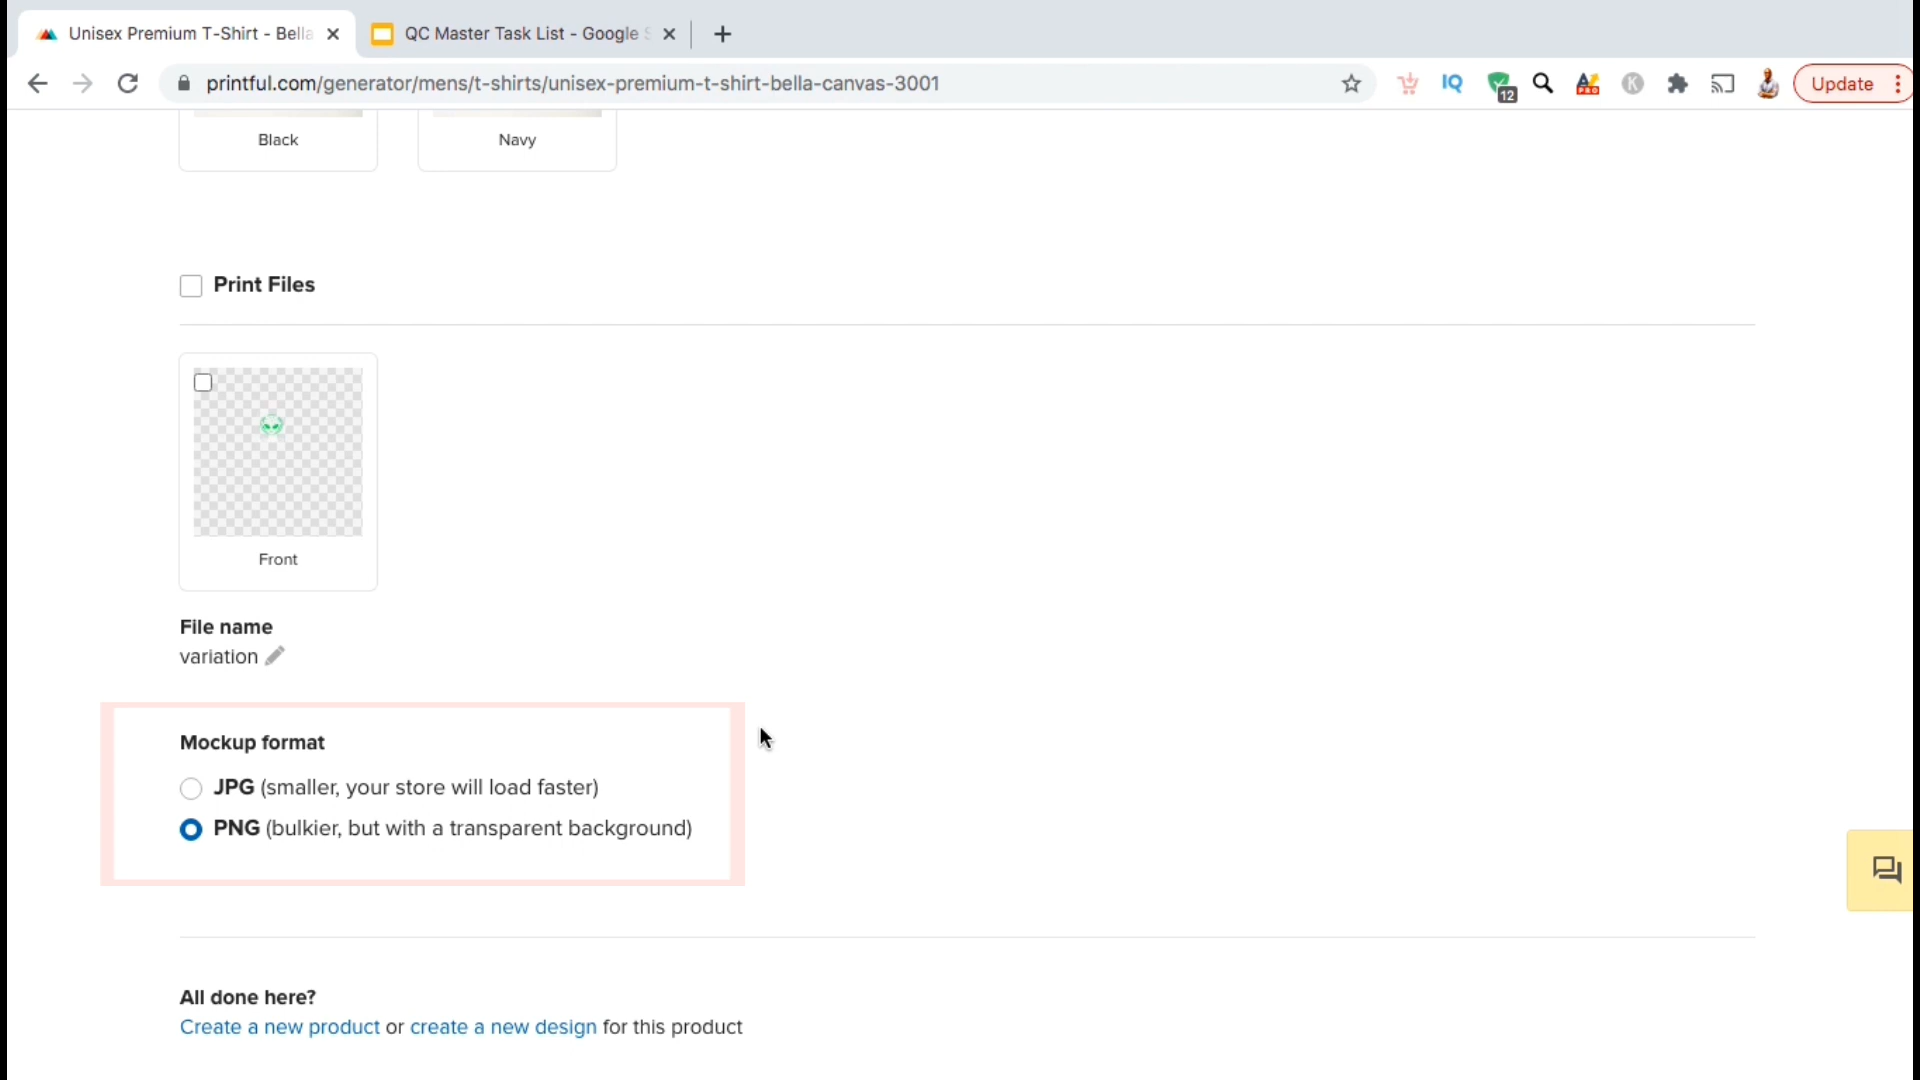 Unisex Premium T-Shirt - Bella
QC Master Task List - Google S
printful.com/generator/mens/t-shirts/unisex-premium-t-shirt-bella-canvas-3001
IQ
12
PRO
K
Update
Black
Navy
Print Files
Front
File name
variation
Mockup format
JPG (smaller, your store will load faster)
PNG (bulkier, but with a transparent background)
All done here?
Create a new product or create a new design for this product